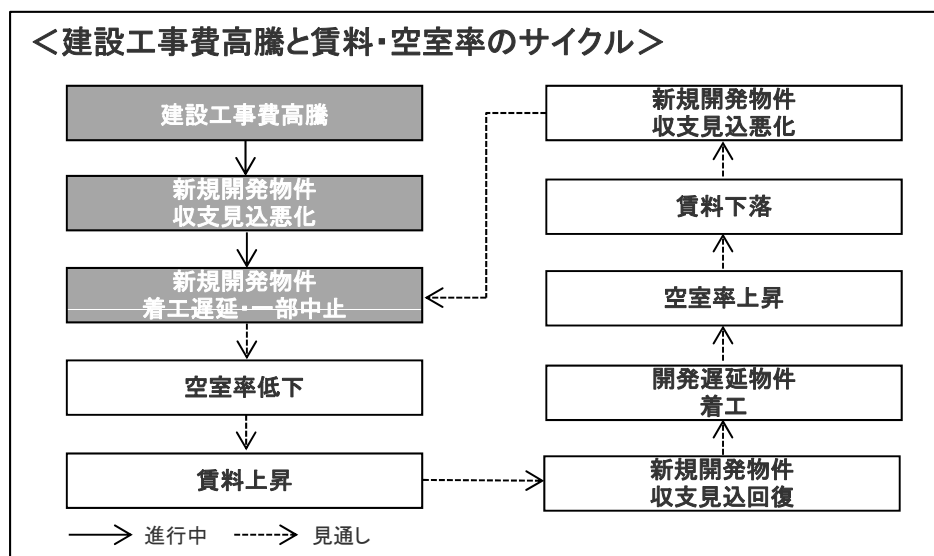 ＜建設工事費高騰と賃料・空室率のサイクル＞
建設工事費高騰
新規開発物件
収支見込悪化
新規開発物件
着工遅延・一部中止
空室率低下
賃料上昇
新規開発物件
収支見込悪化
賃料下落
空室率上昇
開発遅延物件
着工
新規開発物件
収支見込回復
進行中
見通し